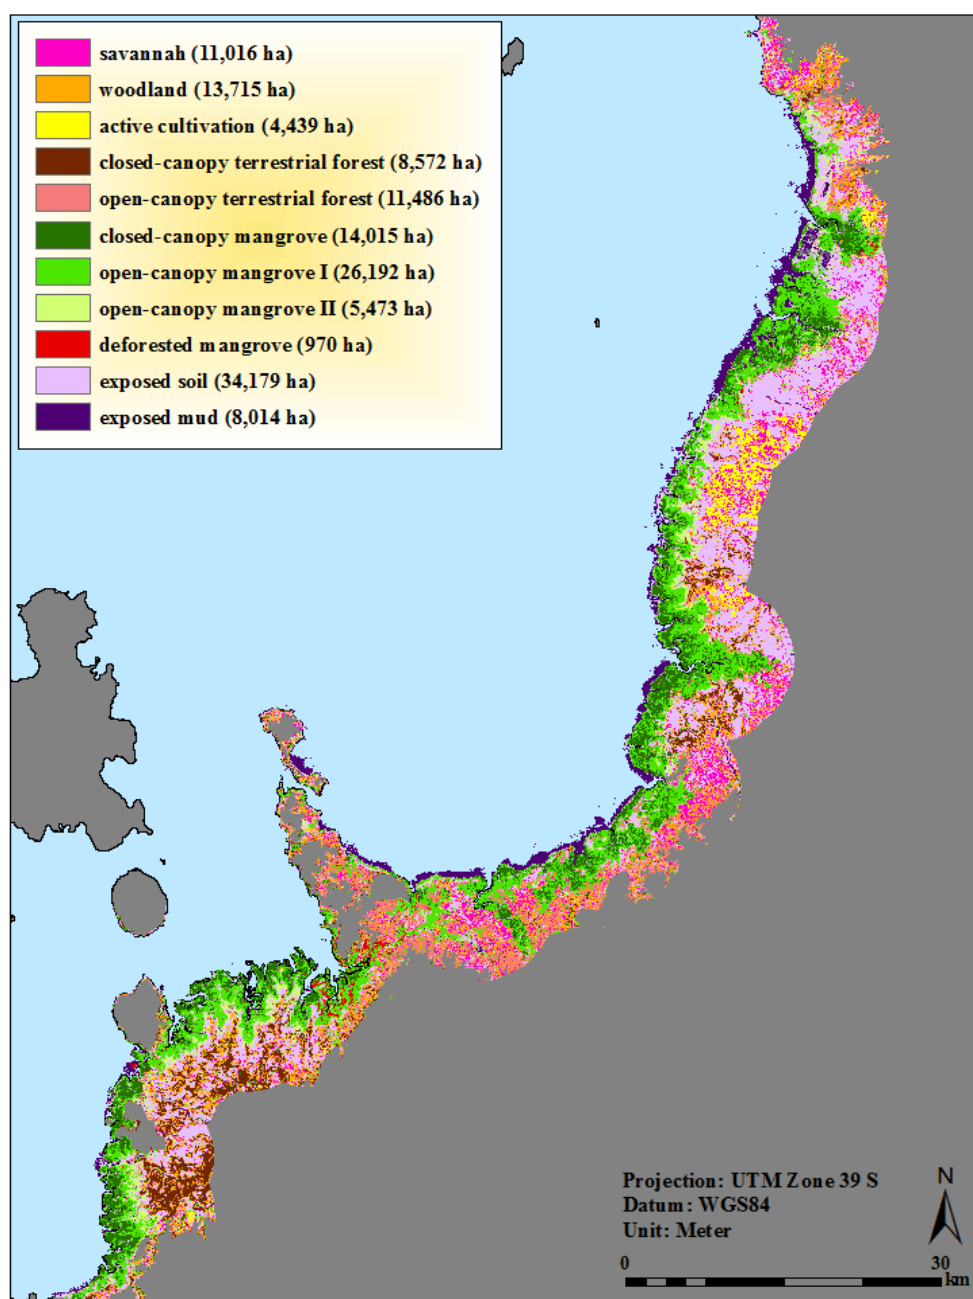 savannah (11,016 ha)
woodland (13,715 ha)
active cultivation (4,439 ha)
closed-canopy terrestrial forest (8,572 ha)
open-canopy terrestrial forest (11,486 ha)
closed-canopy mangrove (14,015 ha)
open-canopy mangrove I (26,192 ha)
open-canopy mangrove II (5,473 ha)
deforested mangrove (970 ha)
exposed soil (34,179 ha)
exposed mud (8,014 ha)
Projection: UTM Zone 39 S
Datum: WGS84
Unit: Meter
N
0 30
km